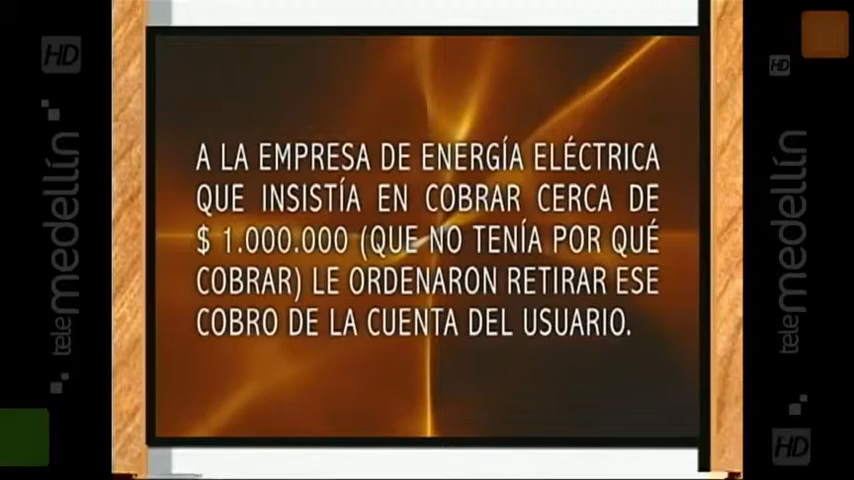 HD
telemedellín
A LA EMPRESA DE ENERGÍA ELÉCTRICA
QUE INSISTÍA EN COBRAR CERCA DE
$ 1.000.000 (QUE NO TENÍA POR QUÉ
COBRAR) LE ORDENARON RETIRAR ESE
COBRO DE LA CUENTA DEL USUARIO.
HD
telemedellín
HD